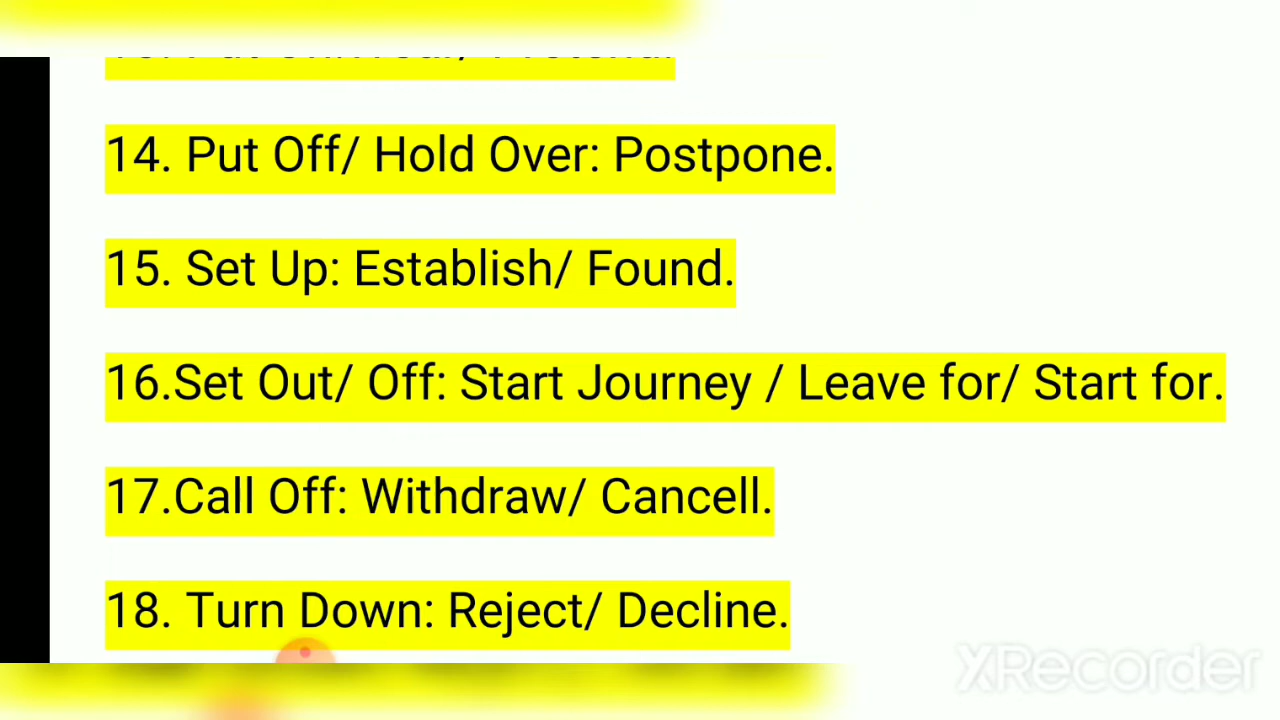 14. Put Off/ Hold Over: Postpone.
15. Set Up: Establish/ Found.
16.Set Out/ Off: Start Journey / Leave for/ Start for.
17.Call Off: Withdraw/ Cancell.
18. Turn Down: Reject/ Decline.
XRecorder